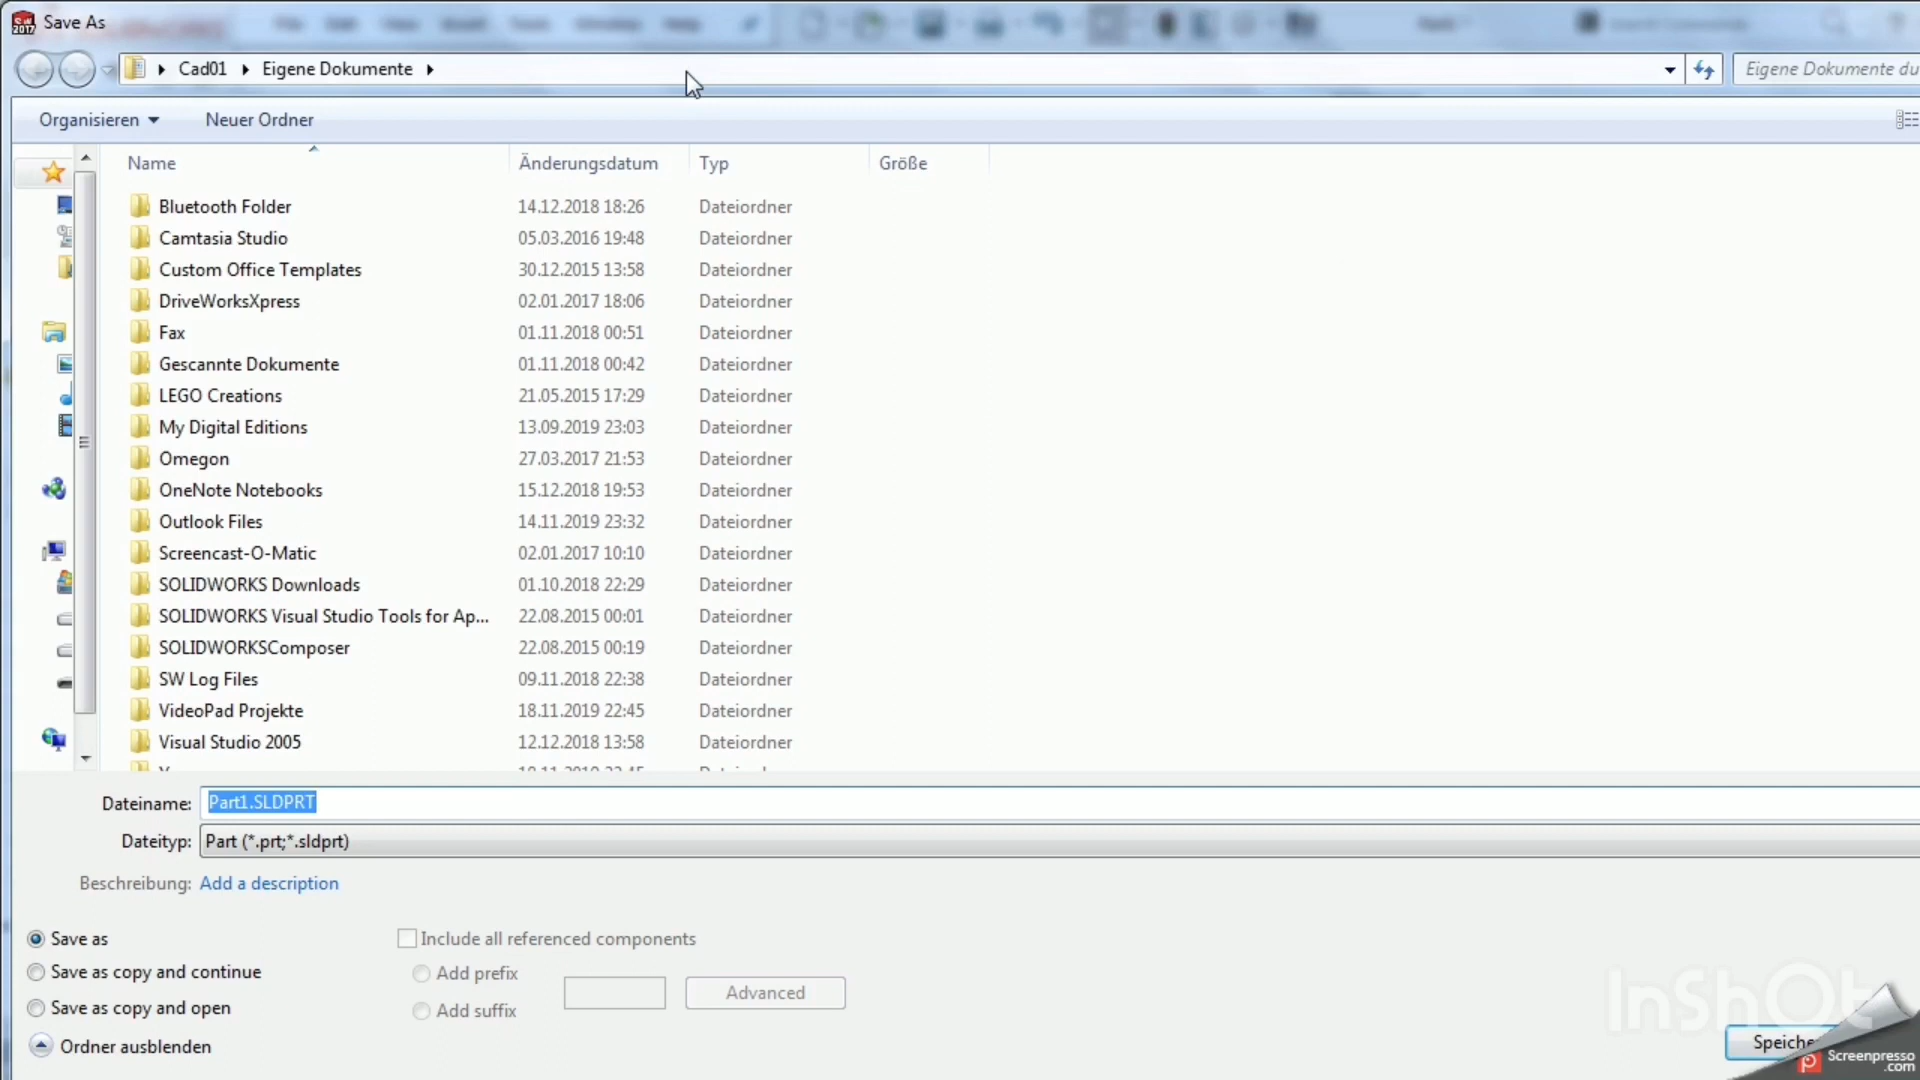 SW
2017
Save As
Cad01 Eigene Dokumente
Eigene Dokumente du
Organisieren Neuer Ordner
Name Änderungsdatum Typ Größe
Bluetooth Folder 14.12.2018 18:26 Dateiordner
Camtasia Studio 05.03.2016 19:48 Dateiordner
Custom Office Templates 30.12.2015 13:58 Dateiordner
DriveWorksXpress 02.01.2017 18:06 Dateiordner
Fax 01.11.2018 00:51 Dateiordner
Gescannte Dokumente 01.11.2018 00:42 Dateiordner
LEGO Creations 21.05.2015 17:29 Dateiordner
My Digital Editions 13.09.2019 23:03 Dateiordner
Omegon 27.03.2017 21:53 Dateiordner
OneNote Notebooks 15.12.2018 19:53 Dateiordner
Outlook Files 14.11.2019 23:32 Dateiordner
Screencast-O-Matic 02.01.2017 10:10 Dateiordner
SOLIDWORKS Downloads 01.10.2018 22:29 Dateiordner
SOLIDWORKS Visual Studio Tools for Ap... 22.08.2015 00:01 Dateiordner
SOLIDWORKSComposer 22.08.2015 00:19 Dateiordner
SW Log Files 09.11.2018 22:38 Dateiordner
VideoPad Projekte 18.11.2019 22:45 Dateiordner
Visual Studio 2005 12.12.2018 13:58 Dateiordner
Dateiname: Part1.SLDPRT
Dateityp: Part (*.prt;*.sldprt)
Beschreibung: Add a description
Save as
Include all referenced components
Save as copy and continue
Add prefix
Advanced
Save as copy and open
Add suffix
Ordner ausblenden
InShOt
Speiche
Screenpresso
.com